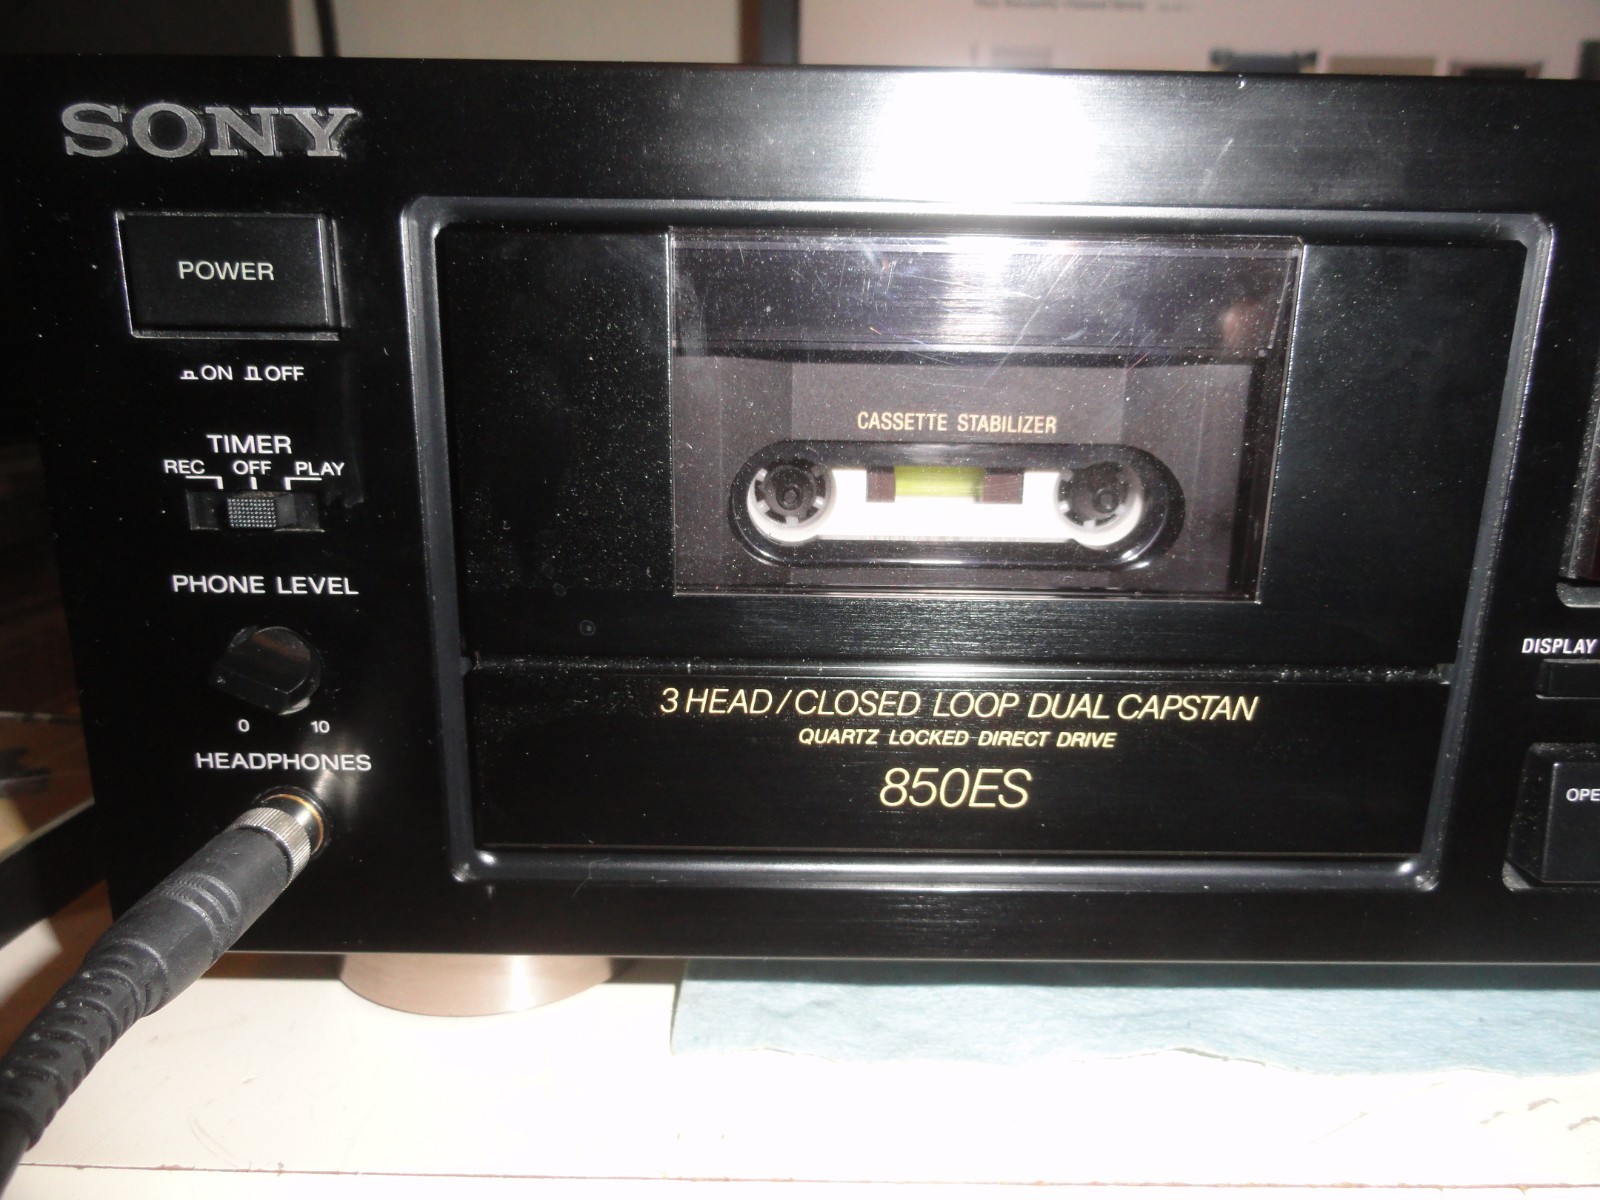 SONY
POWER
ON OFF
TIMER
REC OFF PLAY
PHONE LEVEL
0 10
HEADPHONES
CASSETTE STABILIZER
3 HEAD/CLOSED LOOP DUAL CAPSTAN
QUARTZ LOCKED DIRECT DRIVE
850ES
DISPLAY
OPE